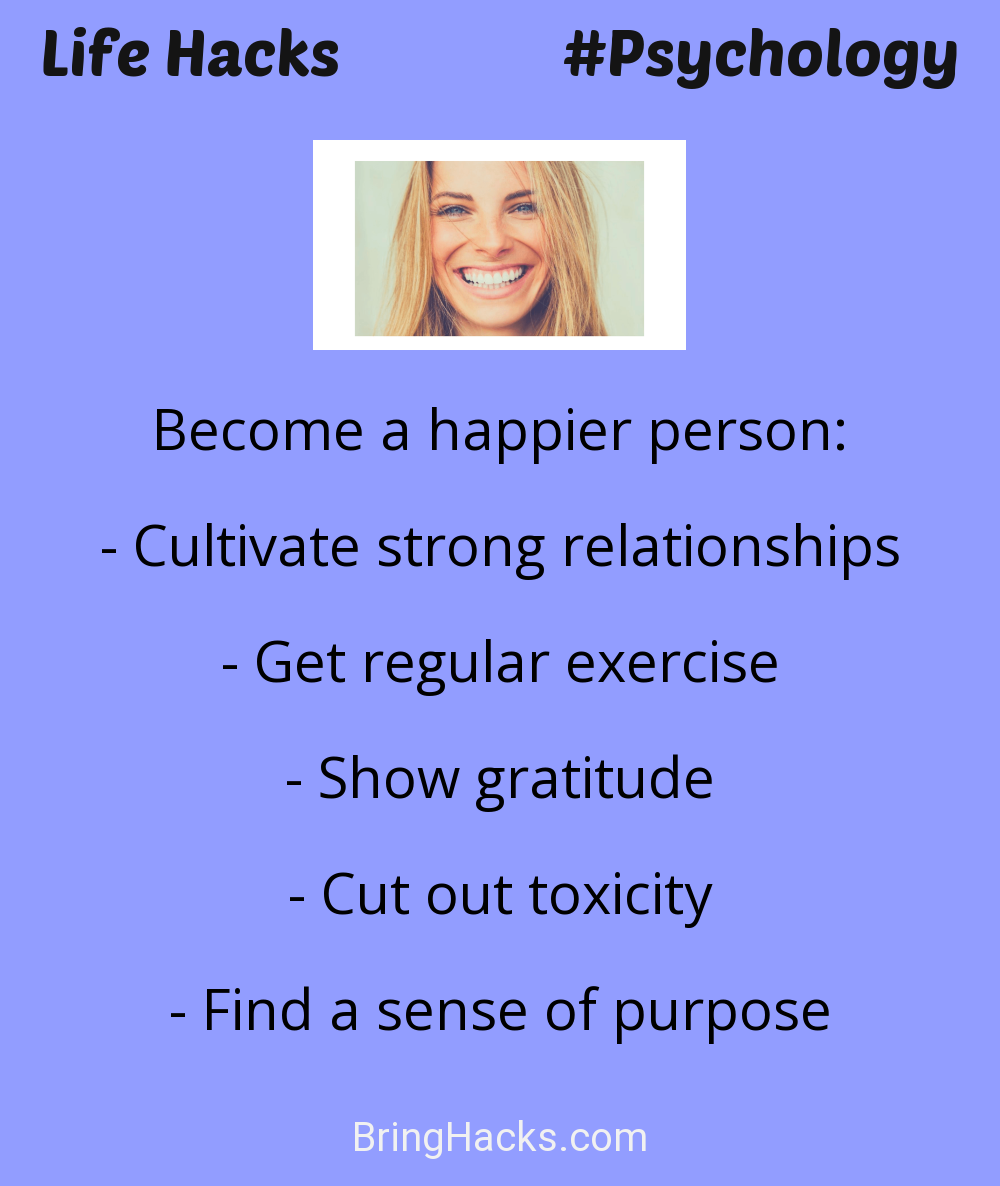 Life Hacks #Psychology
Become a happier person:
- Cultivate strong relationships
- Get regular exercise
- Show gratitude
- Cut out toxicity
- Find a sense of purpose
BringHacks.com